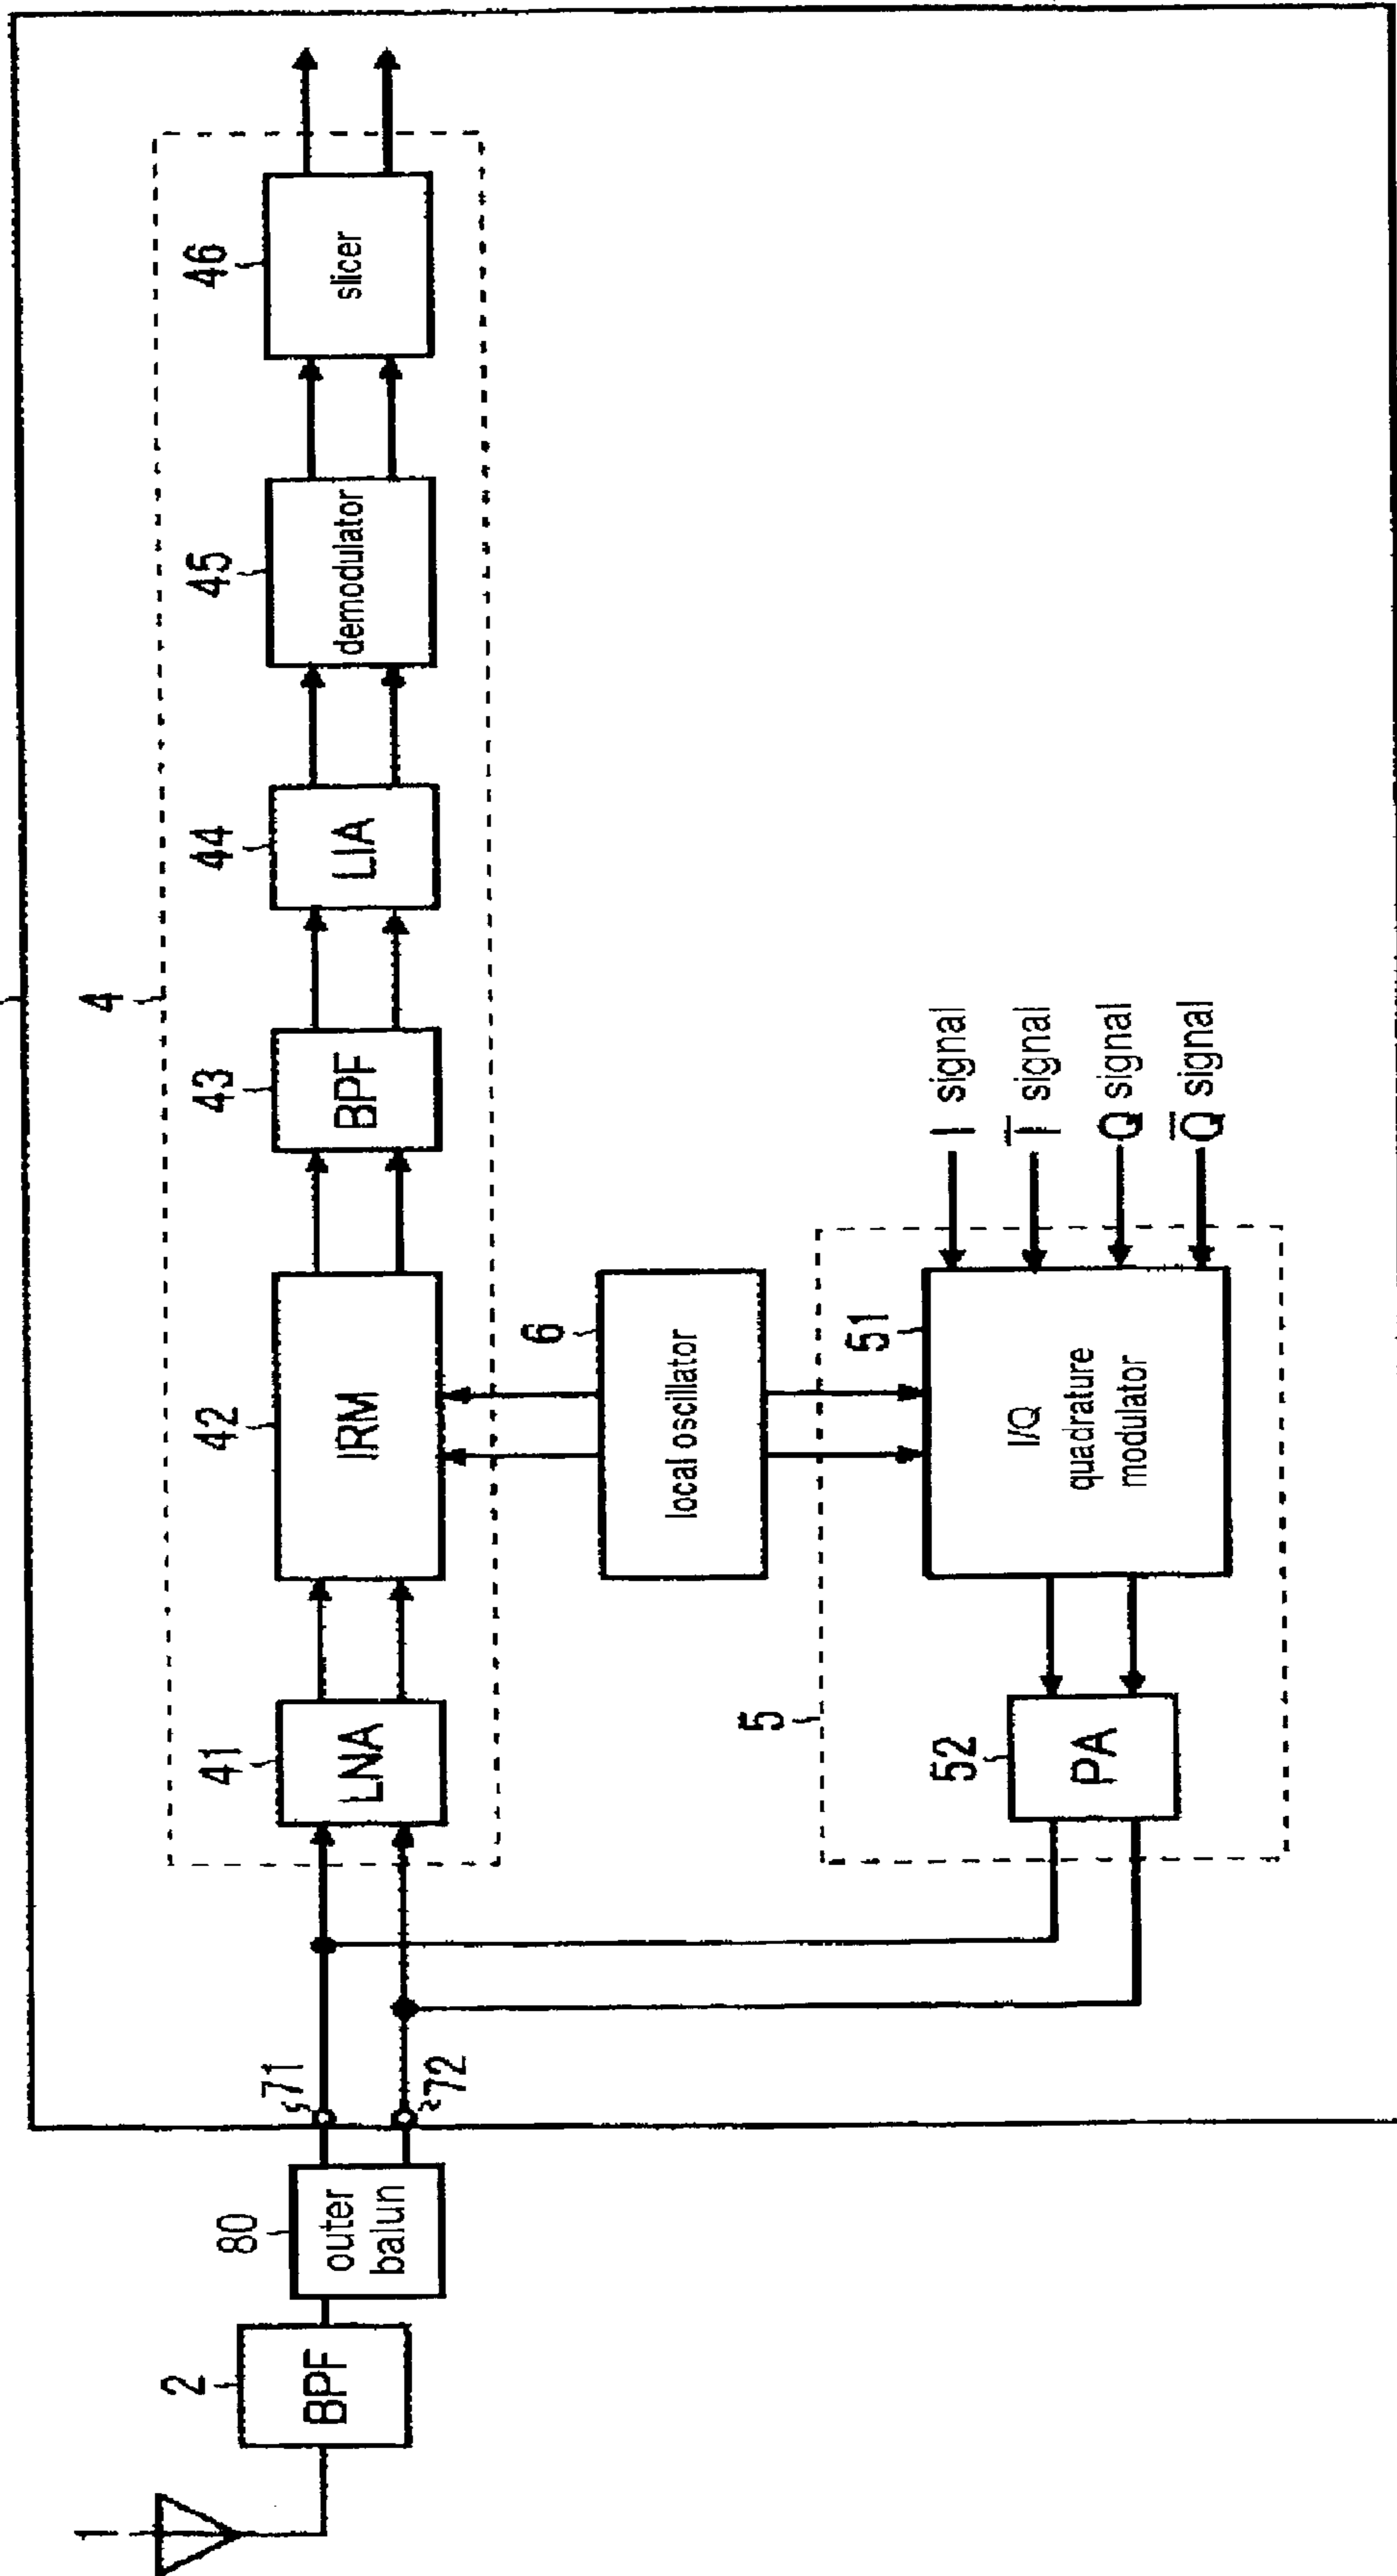 4
41
LNA
42
IRM
43
BPF
44
LIA
45
demodulator
46
slicer
1
2
BPF
80
outer
balun
71
72
6
local oscillator
5
52
PA
51
I/Q
quadrature
modulator
I signal
Ī signal
Q signal
Q̄ signal